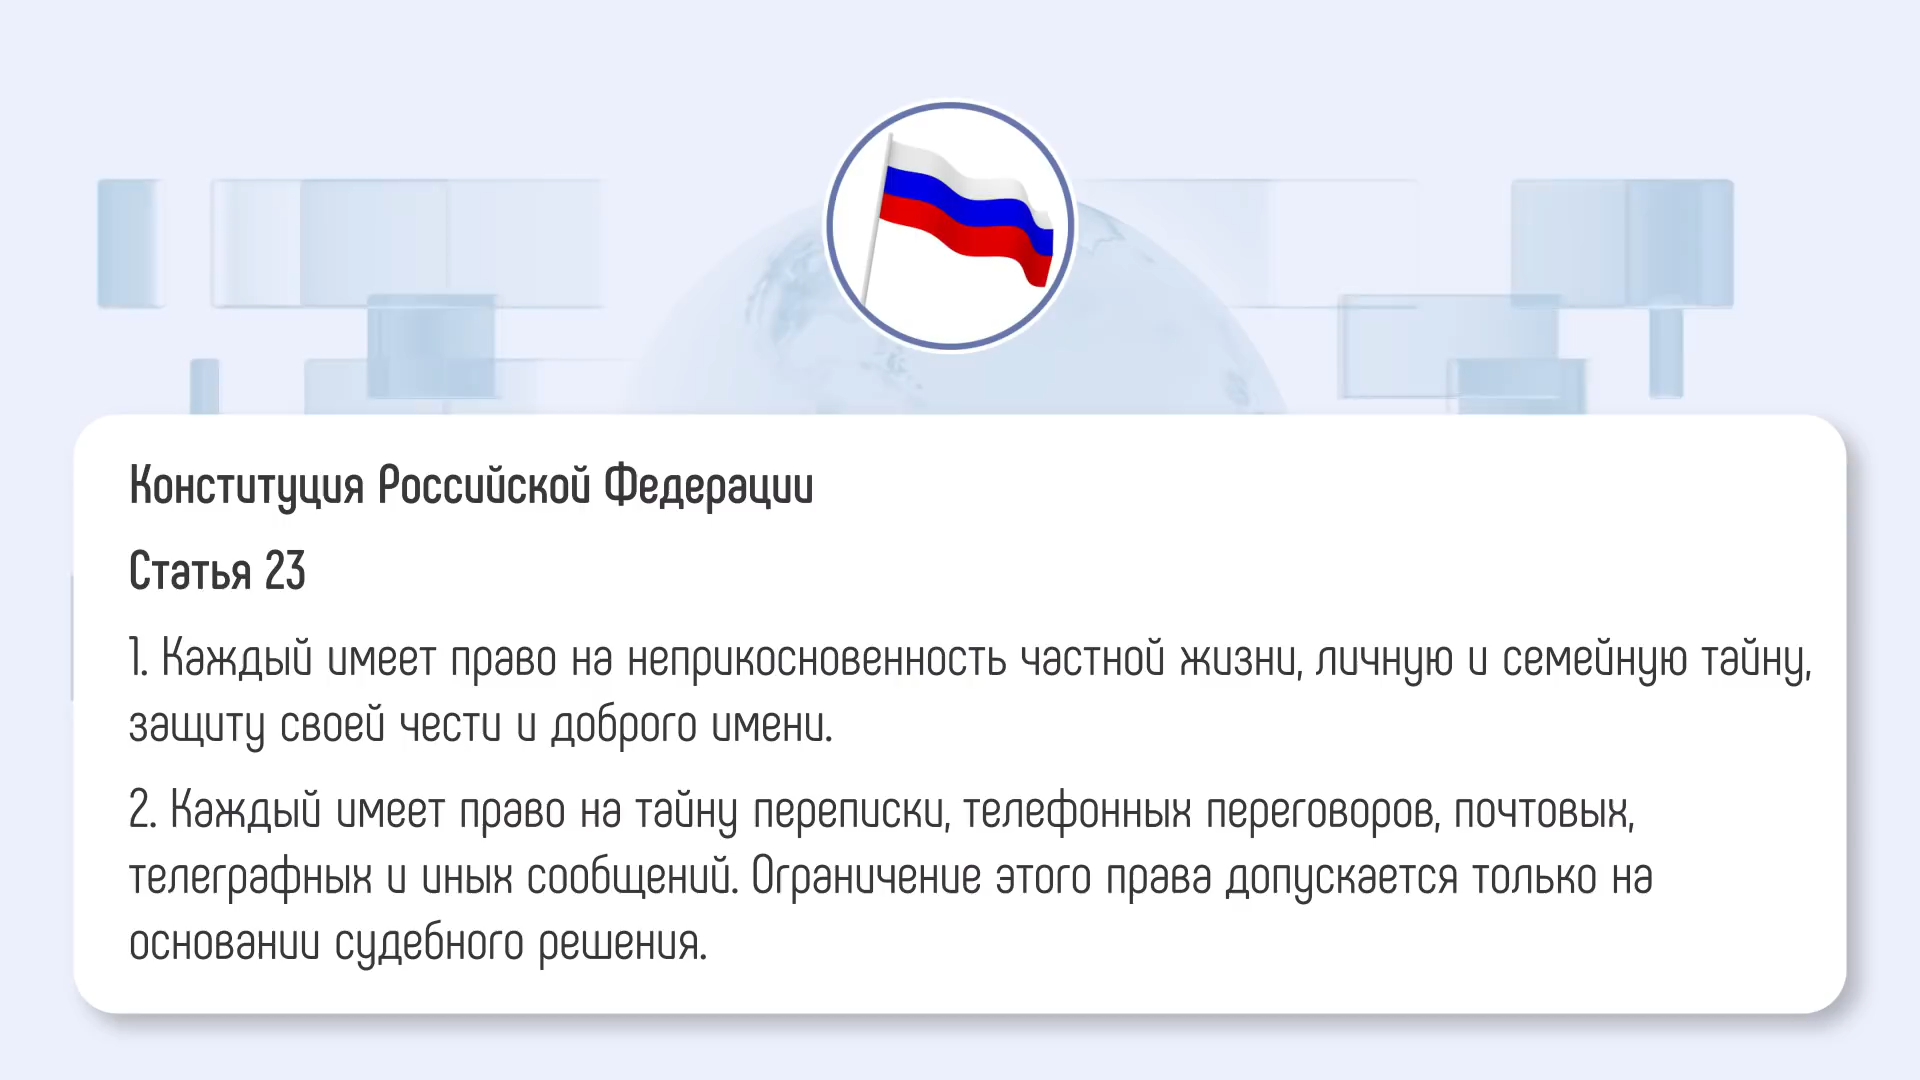 Конституция Российской Федерации
Статья 23
1. Каждый имеет право на неприкосновенность частной жизни, личную и семейную тайну,
защиту своей чести и доброго имени.
2. Каждый имеет право на тайну переписки, телефонных переговоров, почтовых,
телеграфных и иных сообщений. Ограничение этого права допускается только на
основании судебного решения.